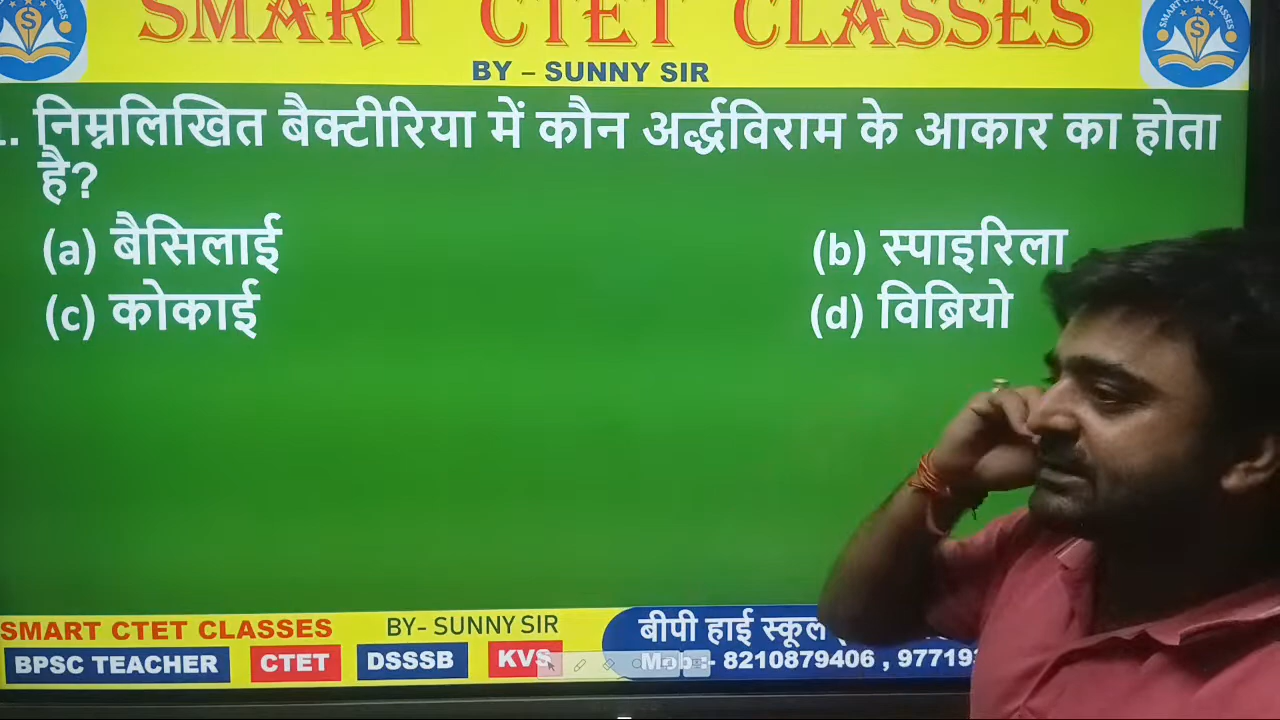 SMART CTET CLASSES
BY – SUNNY SIR
निम्नलिखित बैक्टीरिया में कौन अर्द्धविराम के आकार का होता
है?
(a) बैसिलाई (b) स्पाइरिला
(c) कोकाई (d) विब्रियो
SMART CTET CLASSES BY- SUNNY SIR बीपी हाई स्कूल
BPSC TEACHER CTET DSSSB KVS Mob :- 8210879406 ,